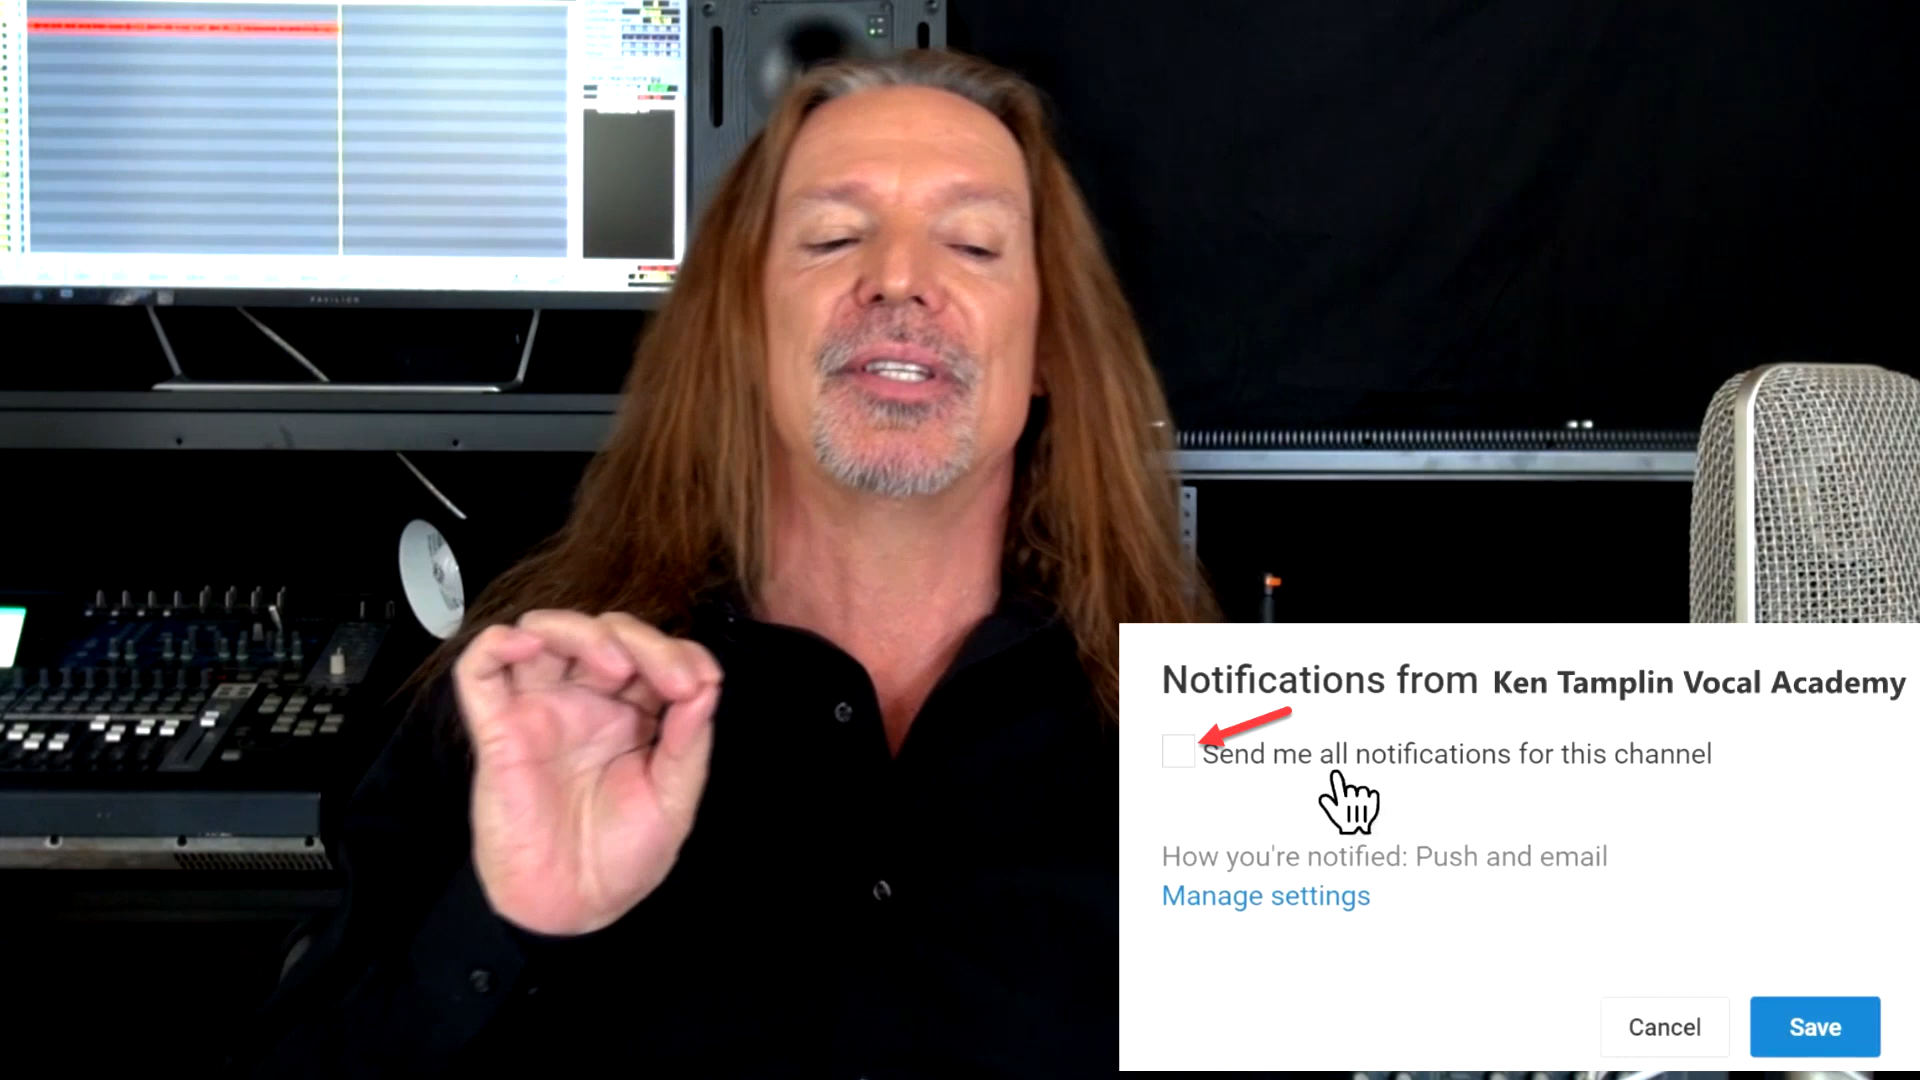 PAVILION
Notifications from Ken Tamplin Vocal Academy
Send me all notifications for this channel
How you're notified: Push and email
Manage settings
Cancel
Save